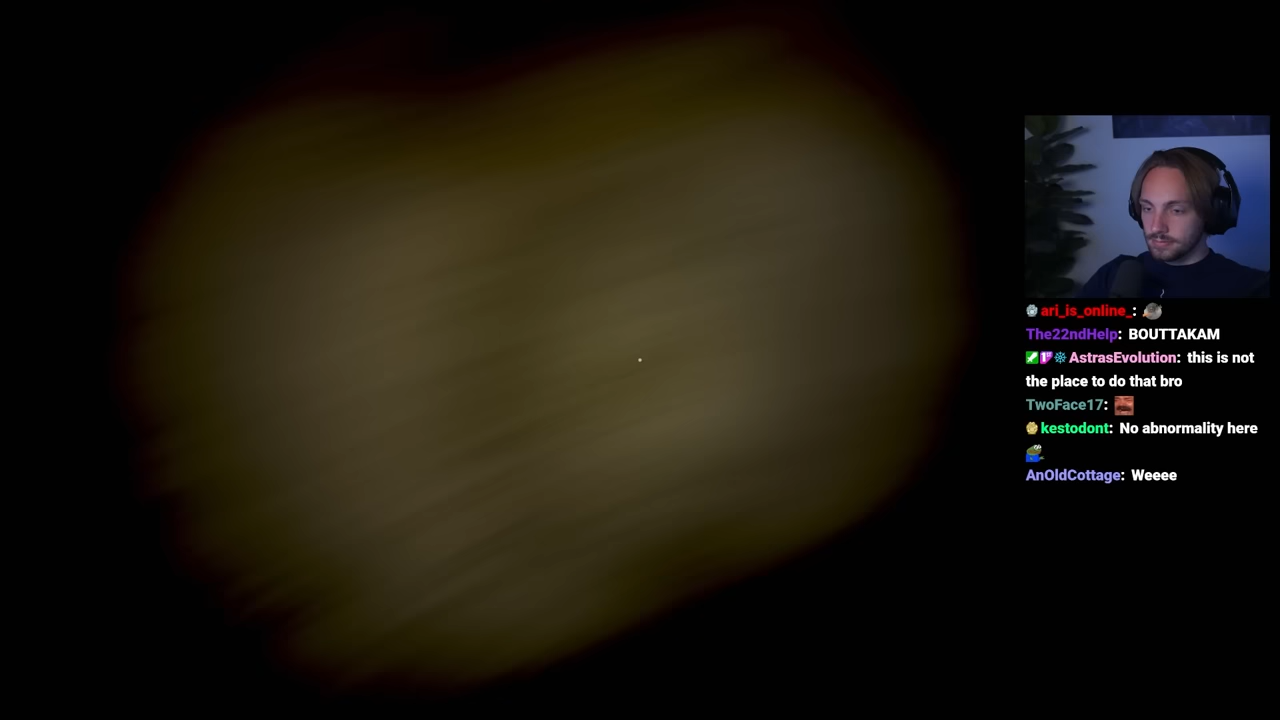 ari_is_online_:
The22ndHelp: BOUTTAKAM
AstrasEvolution: this is not
the place to do that bro
TwoFace17:
kestodont: No abnormality here
AnOldCottage: Weeee